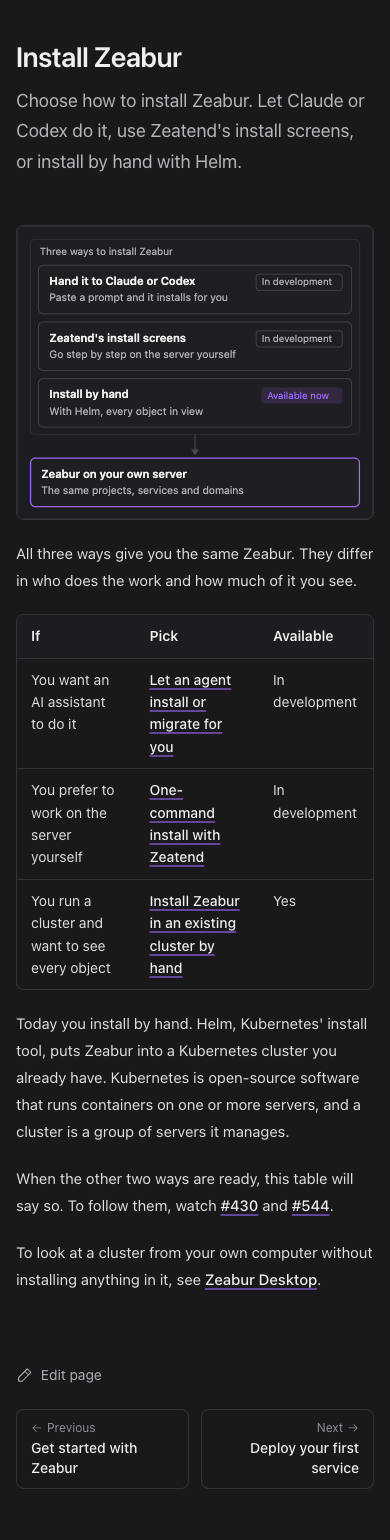 Install Zeabur
Choose how to install Zeabur. Let Claude or
Codex do it, use Zeatend's install screens,
or install by hand with Helm.
Three ways to install Zeabur
Hand it to Claude or Codex
In development
Paste a prompt and it installs for you
Zeatend's install screens
In development
Go step by step on the server yourself
Install by hand
Available now
With Helm, every object in view
Zeabur on your own server
The same projects, services and domains
All three ways give you the same Zeabur. They differ
in who does the work and how much of it you see.
If
Pick
Available
You want an
AI assistant
to do it
Let an agent
install or
migrate for
you
In
development
You prefer to
work on the
server
yourself
One-
command
install with
Zeatend
In
development
You run a
cluster and
want to see
every object
Install Zeabur
in an existing
cluster by
hand
Yes
Today you install by hand. Helm, Kubernetes' install
tool, puts Zeabur into a Kubernetes cluster you
already have. Kubernetes is open-source software
that runs containers on one or more servers, and a
cluster is a group of servers it manages.
When the other two ways are ready, this table will
say so. To follow them, watch #430 and #544.
To look at a cluster from your own computer without
installing anything in it, see Zeabur Desktop.
Edit page
← Previous
Get started with
Zeabur
Next →
Deploy your first
service